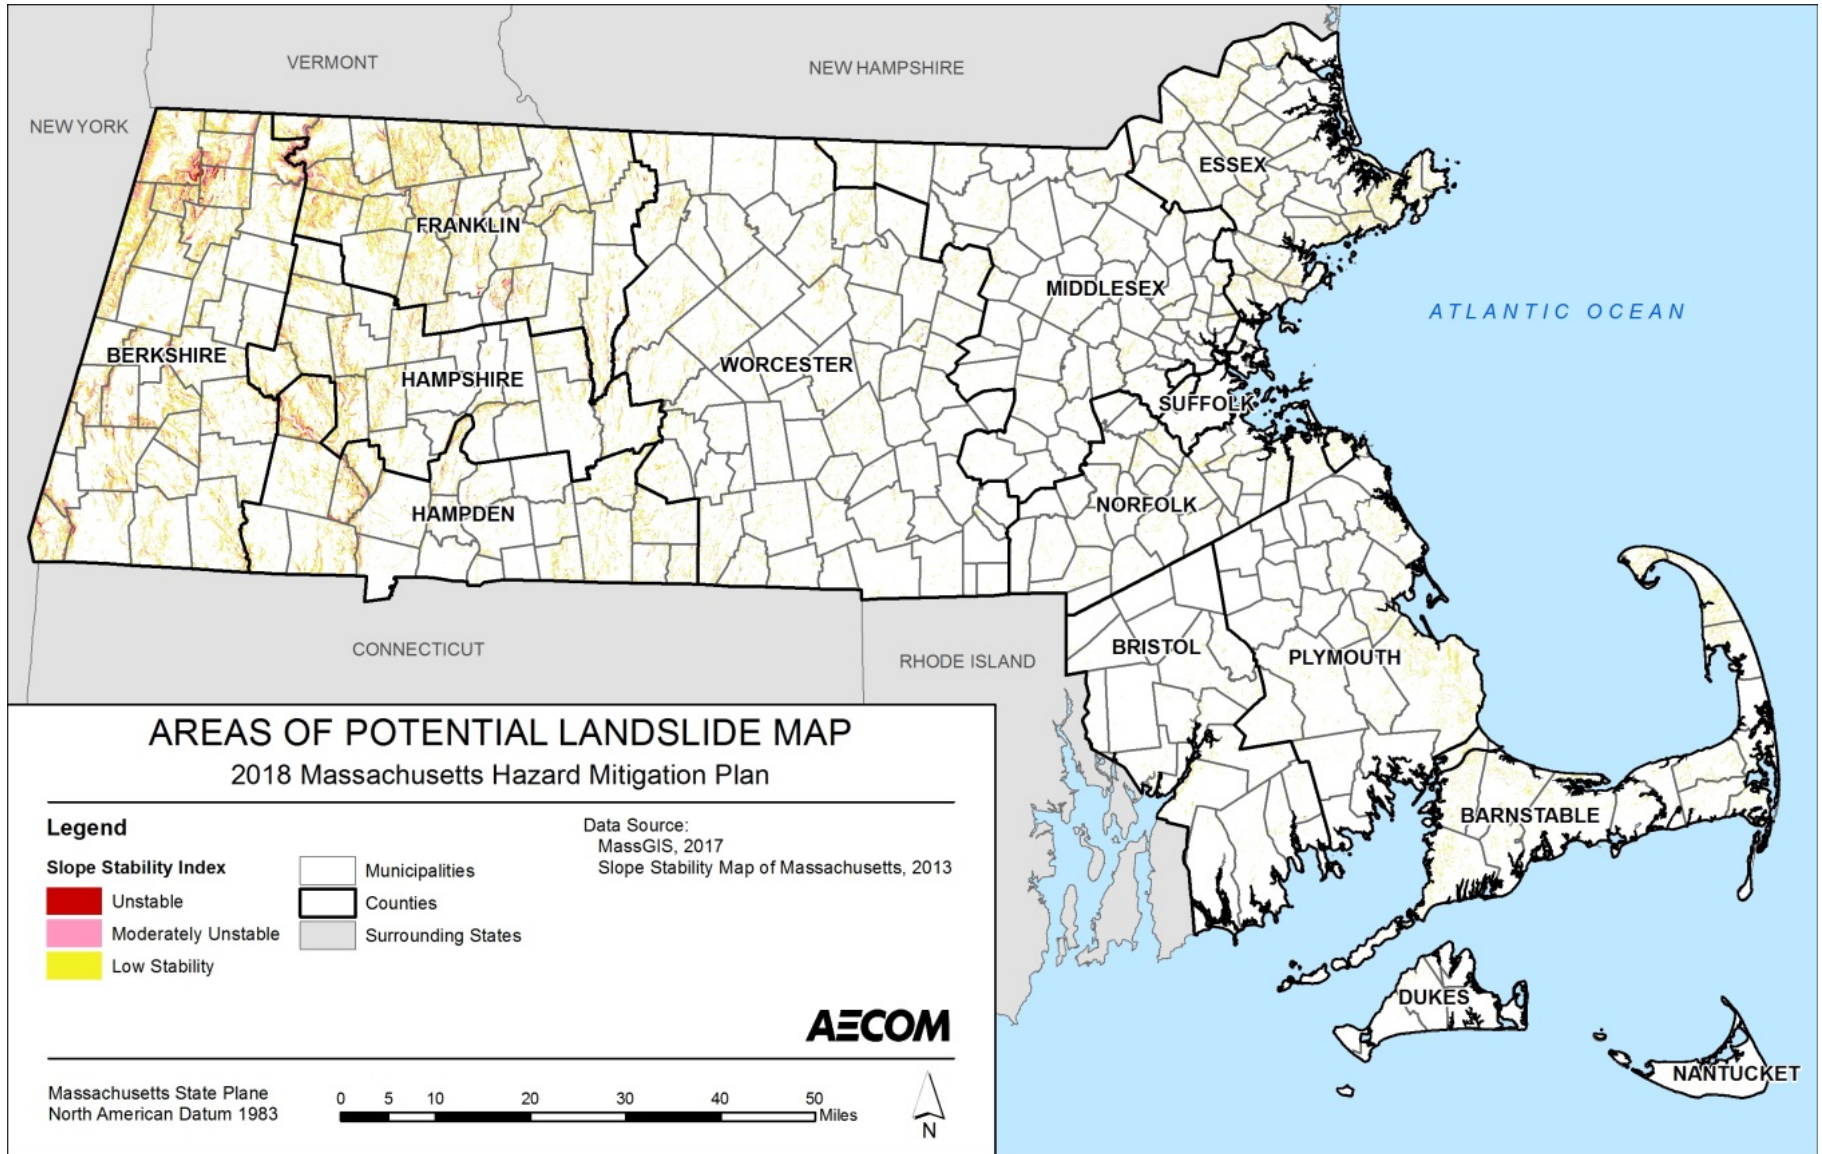 VERMONT
NEW HAMPSHIRE
NEW YORK
ESSEX
FRANKLIN
MIDDLESEX
ATLANTIC OCEAN
BERKSHIRE
WORCESTER
HAMPSHIRE
SUFFOLK
NORFOLK
HAMPDEN
CONNECTICUT
RHODE ISLAND
BRISTOL
PLYMOUTH
BARNSTABLE
DUKES
NANTUCKET
AREAS OF POTENTIAL LANDSLIDE MAP
2018 Massachusetts Hazard Mitigation Plan
Legend
Slope Stability Index
Unstable
Moderately Unstable
Low Stability
Municipalities
Counties
Surrounding States
Data Source:
MassGIS, 2017
Slope Stability Map of Massachusetts, 2013
AECOM
Massachusetts State Plane
North American Datum 1983
0 5 10 20 30 40 50
Miles
N